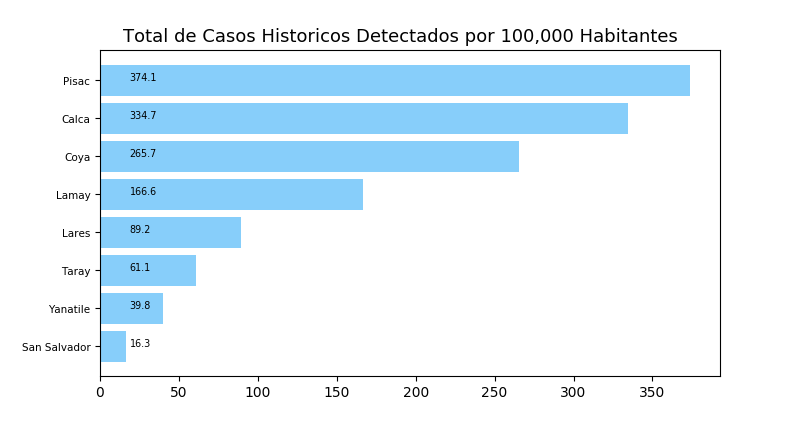 Total de Casos Historicos Detectados por 100,000 Habitantes
Pisac 374.1
Calca 334.7
Coya 265.7
Lamay 166.6
Lares 89.2
Taray 61.1
Yanatile 39.8
San Salvador 16.3
0 50 100 150 200 250 300 350